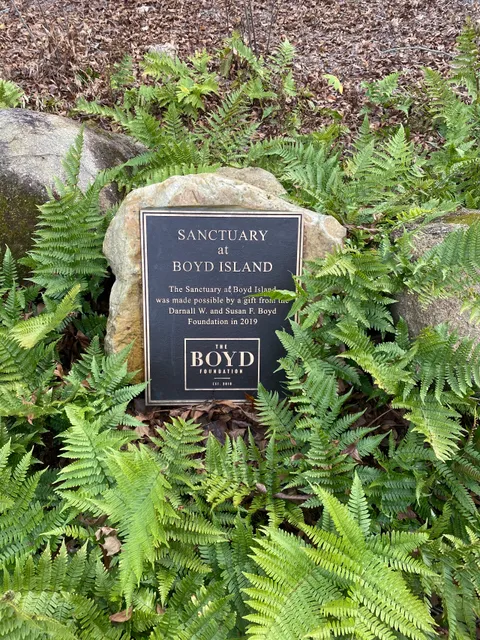 SANCTUARY
at
BOYD ISLAND
The Sanctuary at Boyd Island
was made possible by a gift from the
Darnall W. and Susan F. Boyd
Foundation in 2019
THE
BOYD
FOUNDATION
EST. 2010